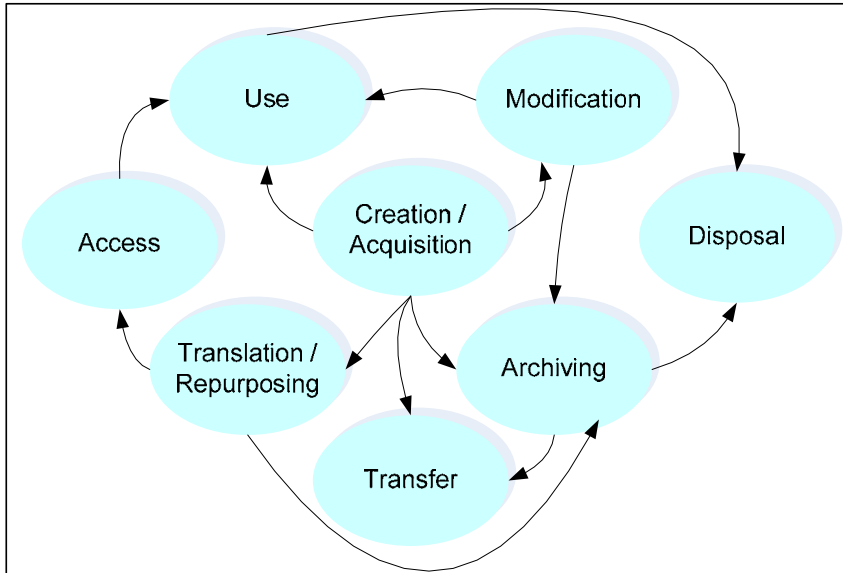 Use
Modification
Creation /
Acquisition
Access
Disposal
Translation /
Repurposing
Archiving
Transfer